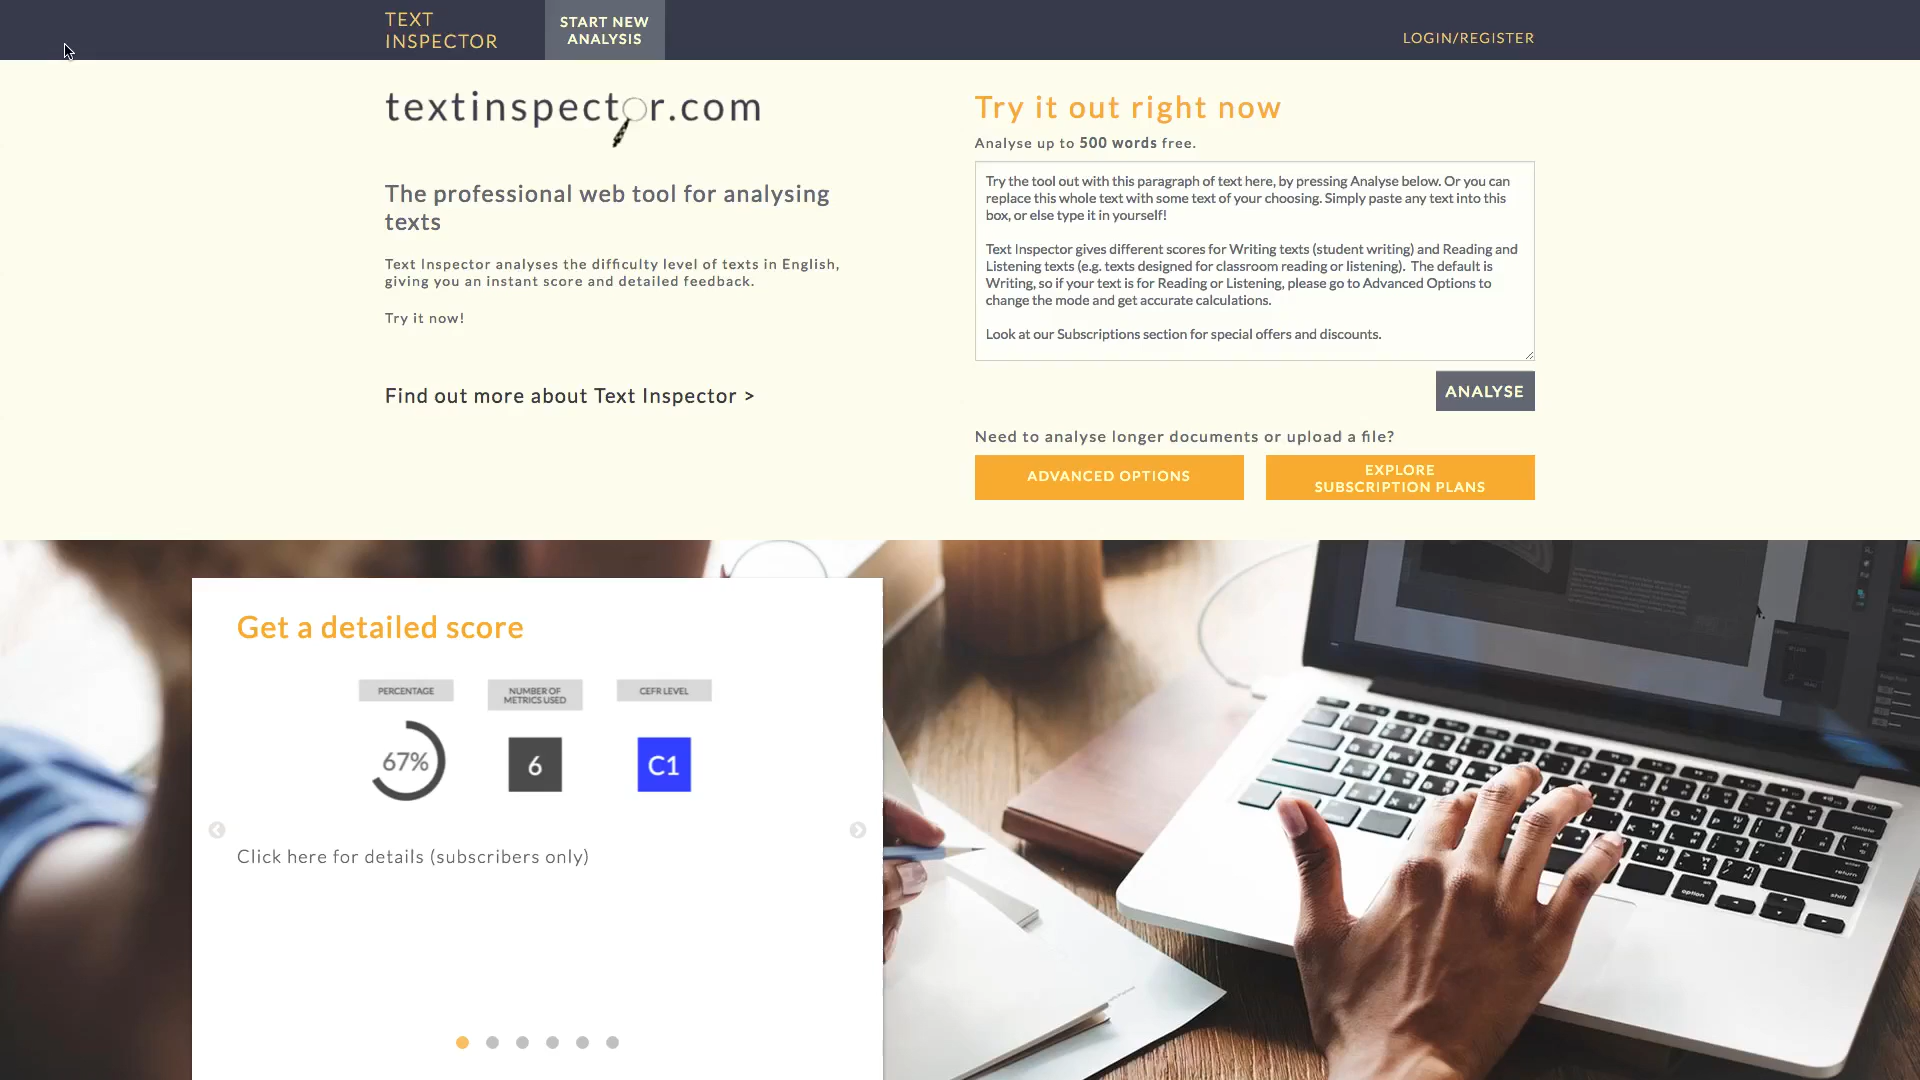 TEXT
INSPECTOR
START NEW
ANALYSIS
LOGIN/REGISTER
textinspector.com
The professional web tool for analysing
texts
Text Inspector analyses the difficulty level of texts in English,
giving you an instant score and detailed feedback.
Try it now!
Find out more about Text Inspector >
Try it out right now
Analyse up to 500 words free.
Try the tool out with this paragraph of text here, by pressing Analyse below. Or you can
replace this whole text with some text of your choosing. Simply paste any text into this
box, or else type it in yourself!
Text Inspector gives different scores for Writing texts (student writing) and Reading and
Listening texts (e.g. texts designed for classroom reading or listening). The default is
Writing, so if your text is for Reading or Listening, please go to Advanced Options to
change the mode and get accurate calculations.
Look at our Subscriptions section for special offers and discounts.
ANALYSE
Need to analyse longer documents or upload a file?
ADVANCED OPTIONS
EXPLORE
SUBSCRIPTION PLANS
Get a detailed score
PERCENTAGE
NUMBER OF
METRICS USED
CEFR LEVEL
67%
6
C1
Click here for details (subscribers only)
delete
return
shift
option